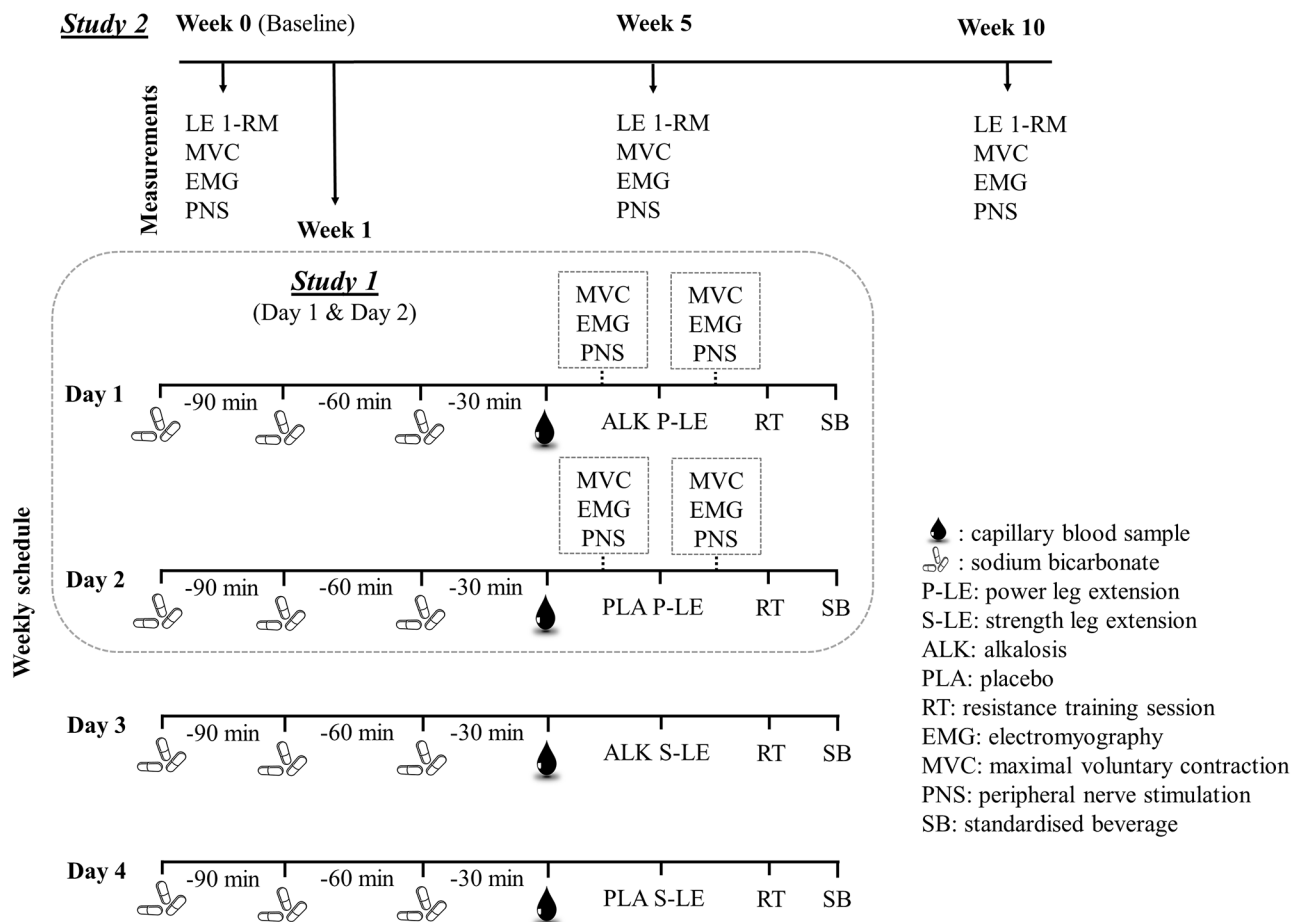 Study 2
Week 0 (Baseline)
Week 5
Week 10
Measurements
LE 1-RM
MVC
EMG
PNS
LE 1-RM
MVC
EMG
PNS
LE 1-RM
MVC
EMG
PNS
Week 1
Study 1
(Day 1 & Day 2)
MVC
EMG
PNS
MVC
EMG
PNS
Weekly schedule
Day 1
-90 min
-60 min
-30 min
ALK P-LE
RT
SB
MVC
EMG
PNS
MVC
EMG
PNS
Day 2
-90 min
-60 min
-30 min
PLA P-LE
RT
SB
Day 3
-90 min
-60 min
-30 min
ALK S-LE
RT
SB
Day 4
-90 min
-60 min
-30 min
PLA S-LE
RT
SB
: capillary blood sample
: sodium bicarbonate
P-LE: power leg extension
S-LE: strength leg extension
ALK: alkalosis
PLA: placebo
RT: resistance training session
EMG: electromyography
MVC: maximal voluntary contraction
PNS: peripheral nerve stimulation
SB: standardised beverage